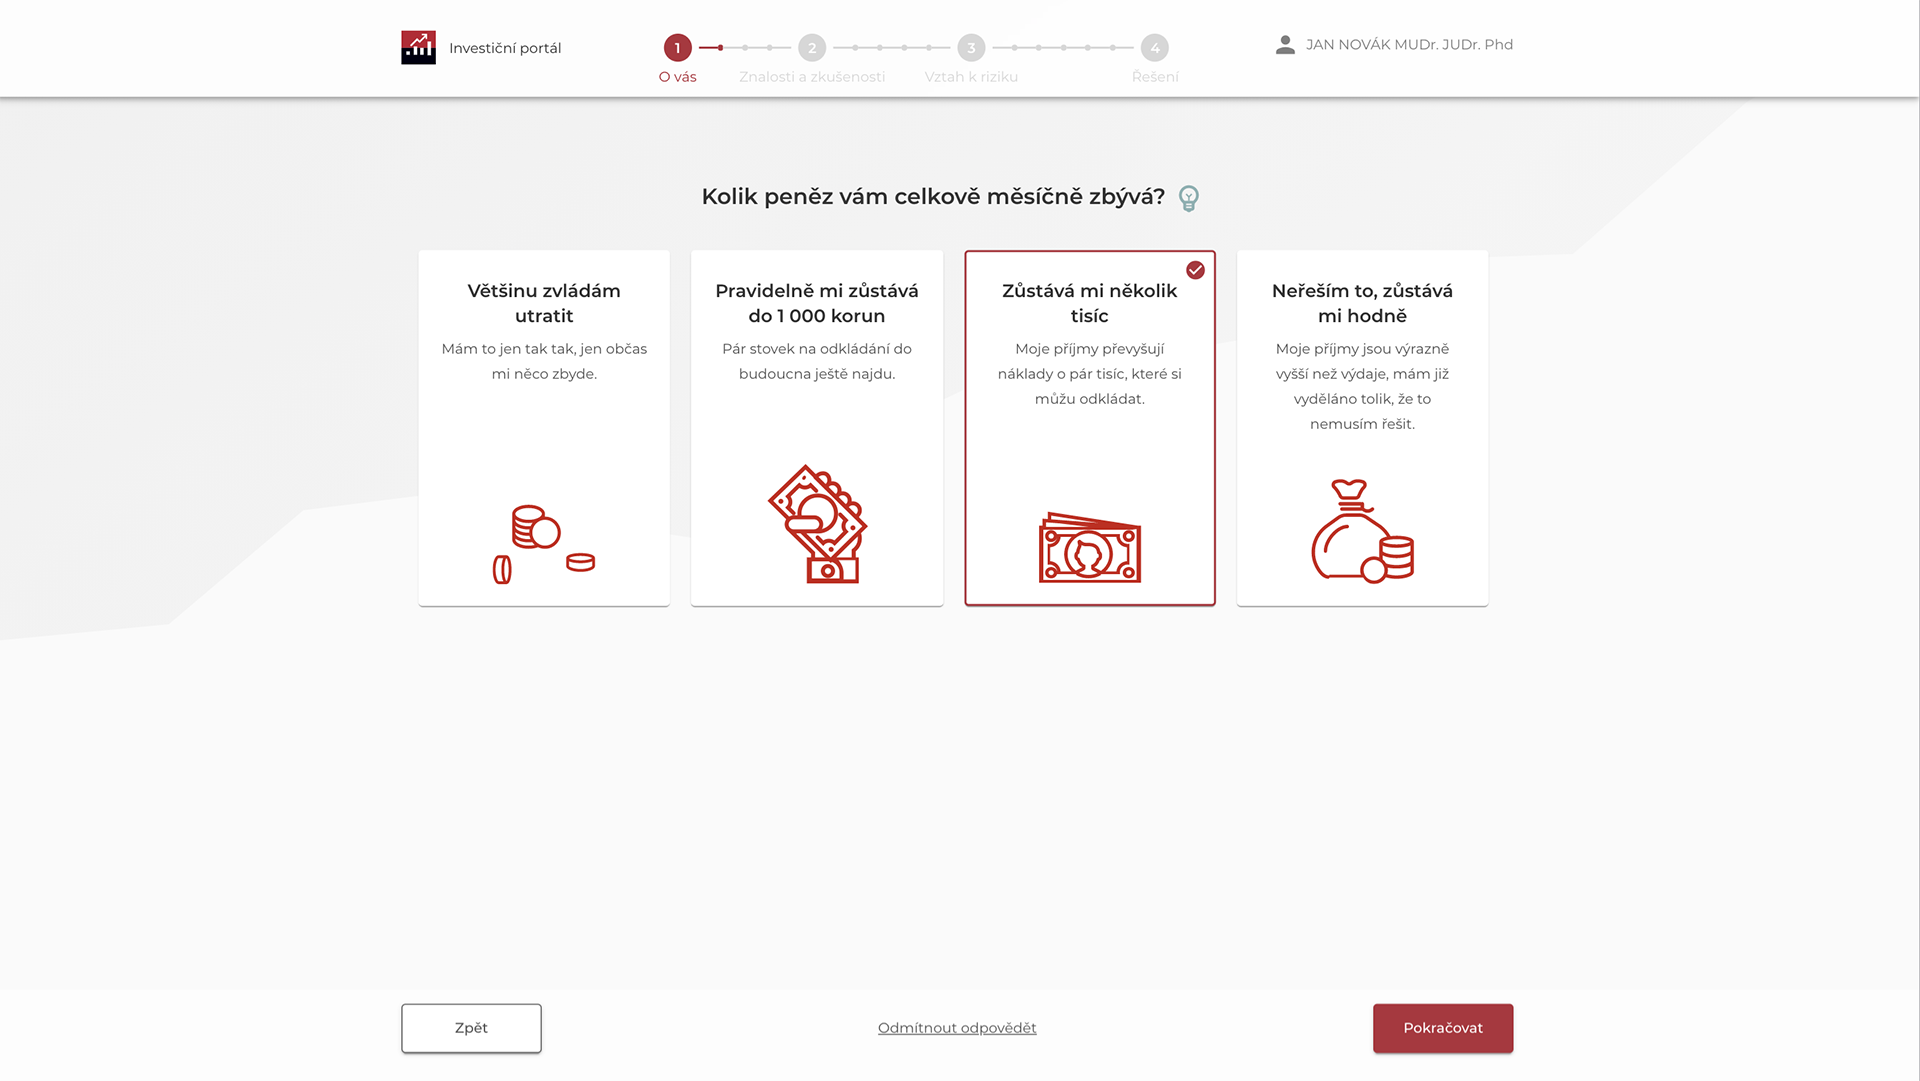 Investiční portál
1
2
3
4
O vás
Znalosti a zkušenosti
Vztah k riziku
Řešení
JAN NOVÁK MUDr. JUDr. Phd
Kolik peněz vám celkově měsíčně zbývá?
Většinu zvládám
utratit
Mám to jen tak tak, jen občas
mi něco zbyde.
Pravidelně mi zůstává
do 1 000 korun
Pár stovek na odkládání do
budoucna ještě najdu.
Zůstává mi několik
tisíc
Moje příjmy převyšují
náklady o pár tisíc, které si
můžu odkládat.
Neřeším to, zůstává
mi hodně
Moje příjmy jsou výrazně
vyšší než výdaje, mám již
vyděláno tolik, že to
nemusím řešit.
Zpět
Odmítnout odpovědět
Pokračovat